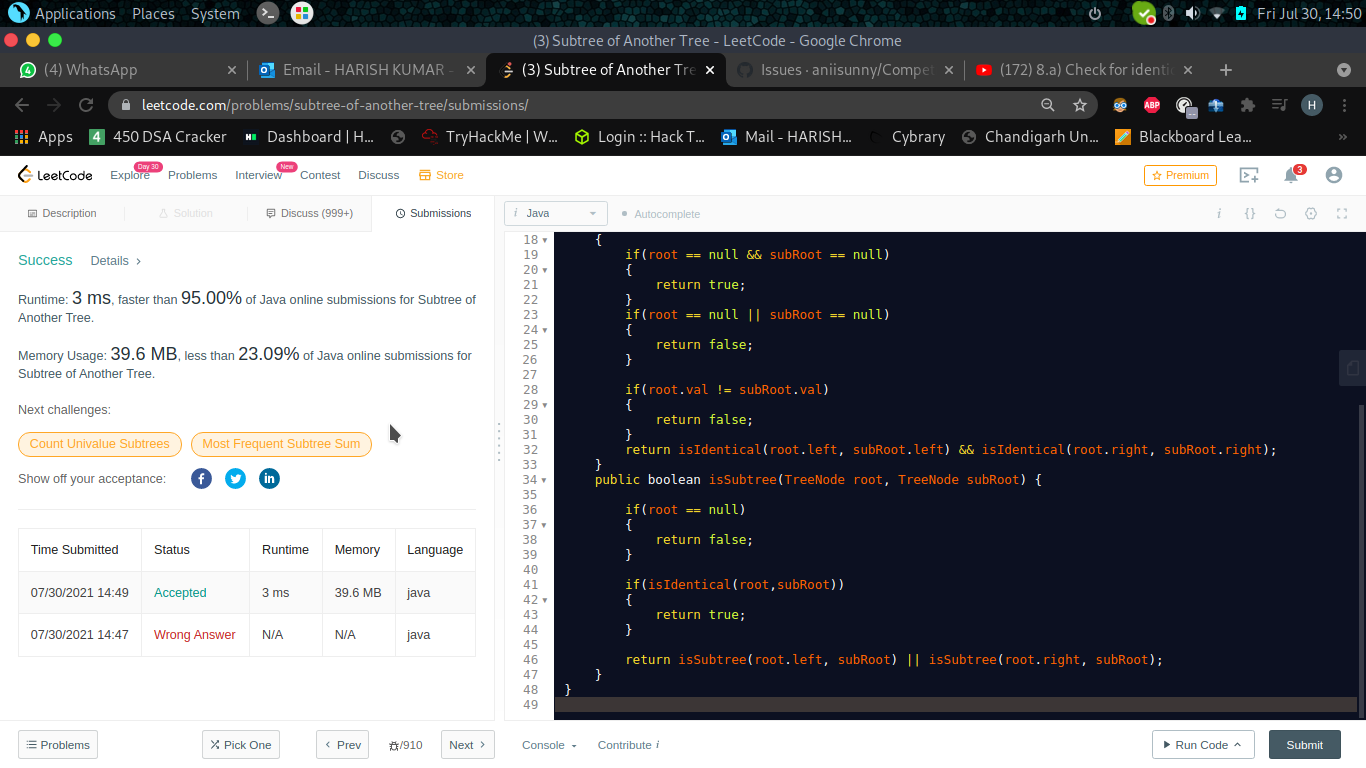 Applications Places System Fri Jul 30, 14:50
(3) Subtree of Another Tree - LeetCode - Google Chrome
(4) WhatsApp Email - HARISH KUMAR - (3) Subtree of Another Tre Issues · aniisunny/Compet (172) 8.a) Check for identic
leetcode.com/problems/subtree-of-another-tree/submissions/ ABP H
Apps 4 450 DSA Cracker Dashboard | H... TryHackMe | W... Login :: Hack T... Mail - HARISH... Cybrary Chandigarh Un... Blackboard Lea... »
LeetCode Explore Day 30 Problems Interview New Contest Discuss Store Premium 3
Description Solution Discuss (999+) Submissions
i Java Autocomplete i {}
Success Details >
Runtime: 3 ms, faster than 95.00% of Java online submissions for Subtree of
Another Tree.
Memory Usage: 39.6 MB, less than 23.09% of Java online submissions for
Subtree of Another Tree.
Next challenges:
Count Univalue Subtrees Most Frequent Subtree Sum
Show off your acceptance: f in
Time Submitted Status Runtime Memory Language
07/30/2021 14:49 Accepted 3 ms 39.6 MB java
07/30/2021 14:47 Wrong Answer N/A N/A java
18 {
19 if(root == null && subRoot == null)
20 {
21 return true;
22 }
23 if(root == null || subRoot == null)
24 {
25 return false;
26 }
27
28 if(root.val != subRoot.val)
29 {
30 return false;
31 }
32 return isIdentical(root.left, subRoot.left) && isIdentical(root.right, subRoot.right);
33 }
34 public boolean isSubtree(TreeNode root, TreeNode subRoot) {
35
36 if(root == null)
37 {
38 return false;
39 }
40
41 if(isIdentical(root,subRoot))
42 {
43 return true;
44 }
45
46 return isSubtree(root.left, subRoot) || isSubtree(root.right, subRoot);
47 }
48 }
49
Problems Pick One < Prev /910 Next > Console Contribute i Run Code Submit